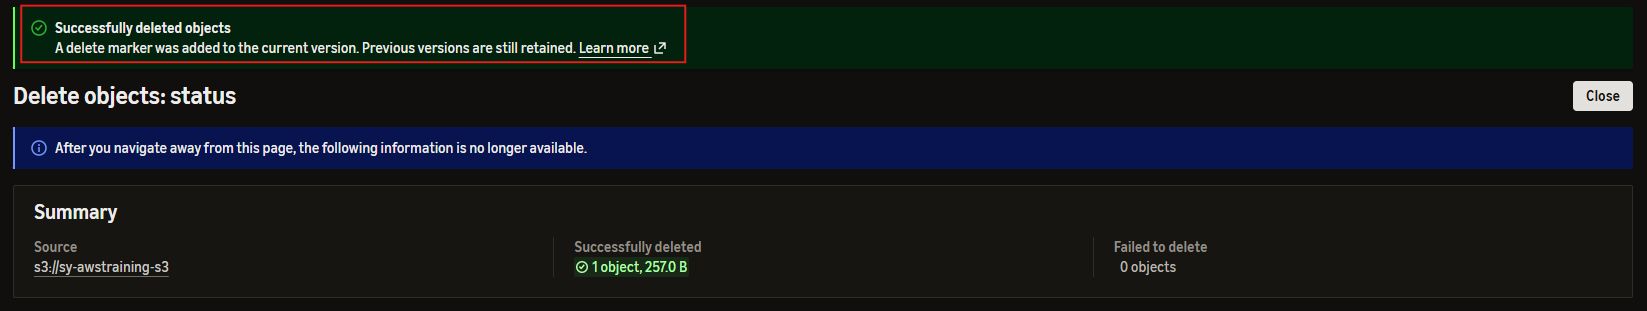 Successfully deleted objects
A delete marker was added to the current version. Previous versions are still retained. Learn more
Delete objects: status
Close
After you navigate away from this page, the following information is no longer available.
Summary
Source
s3://sy-awstraining-s3
Successfully deleted
1 object, 257.0 B
Failed to delete
0 objects